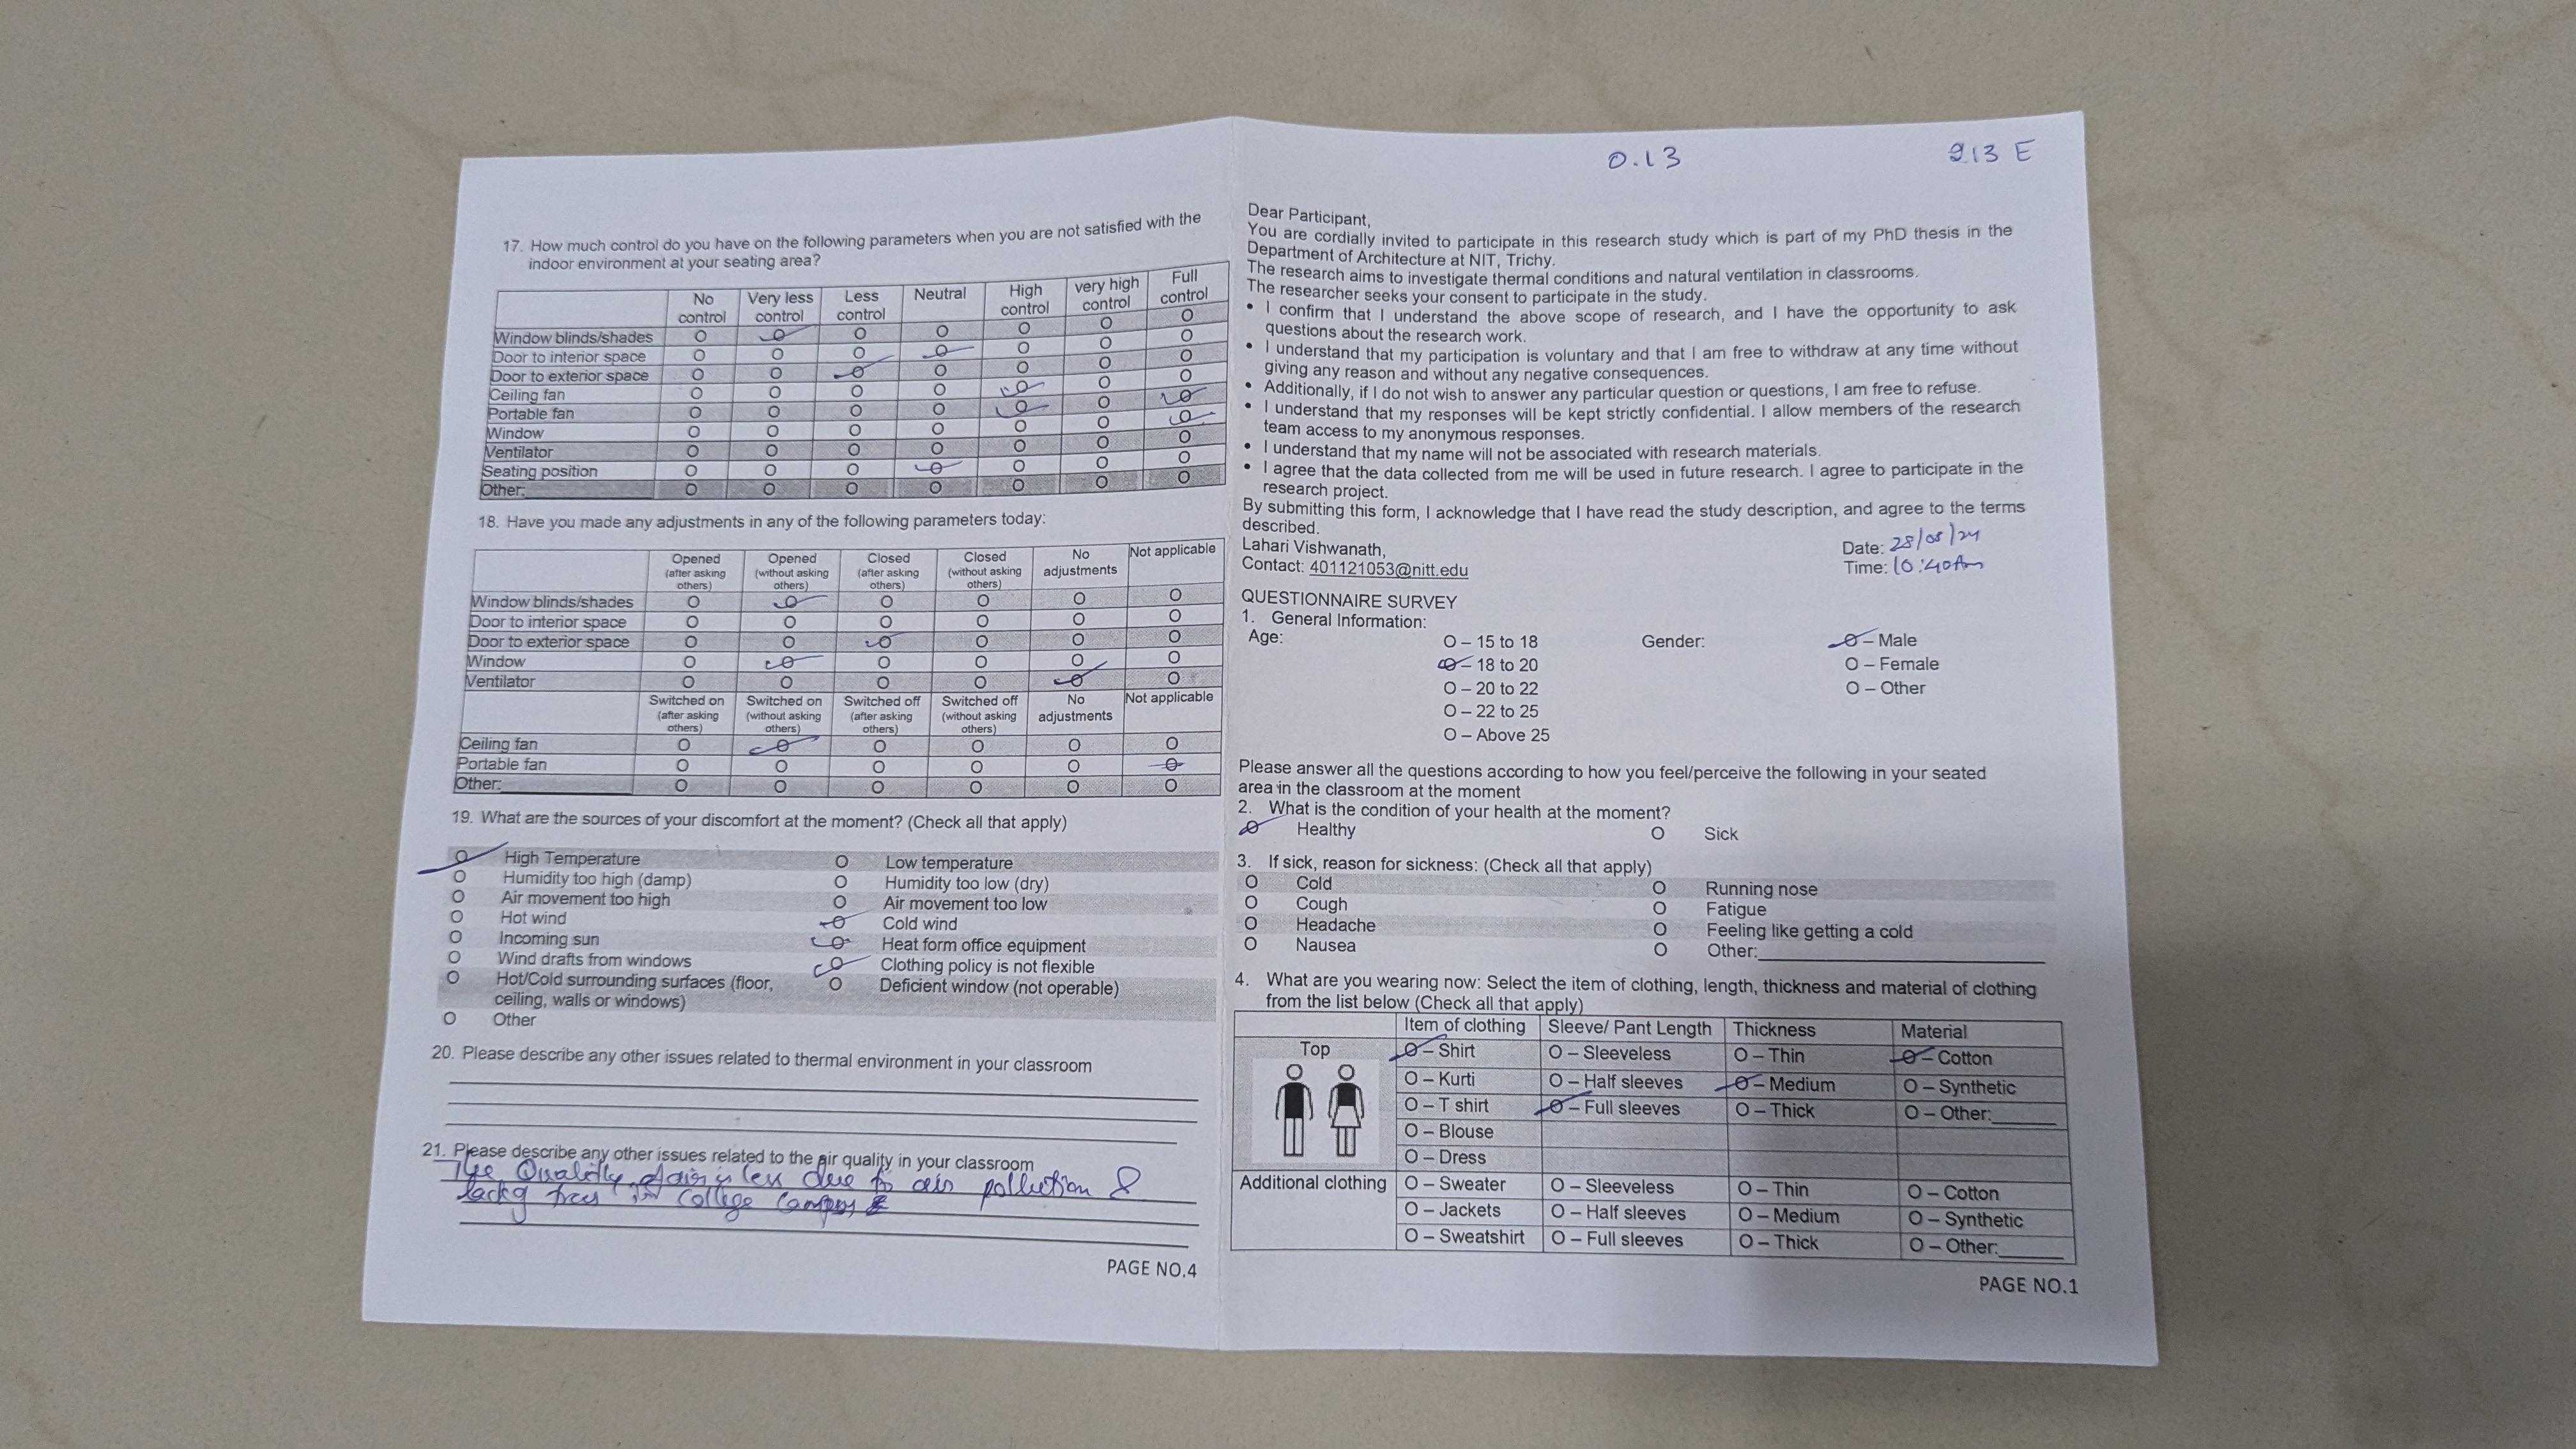 17. How much control do you have on the following parameters when you are not satisfied with the
indoor environment at your seating area?
No control Very less control Less control Neutral High control very high control Full control
Window blinds/shades O O O O O O O
Door to interior space O O O O O O O
Door to exterior space O O O O O O O
Ceiling fan O O O O O O O
Portable fan O O O O O O O
Window O O O O O O O
Ventilator O O O O O O O
Seating position O O O O O O O
Other: O O O O O O O
18. Have you made any adjustments in any of the following parameters today:
Opened (after asking others) Opened (without asking others) Closed (after asking others) Closed (without asking others) No adjustments Not applicable
Window blinds/shades O O O O O O
Door to interior space O O O O O O
Door to exterior space O O O O O O
Window O O O O O O
Ventilator O O O O O O
Switched on (after asking others) Switched on (without asking others) Switched off (after asking others) Switched off (without asking others) No adjustments Not applicable
Ceiling fan O O O O O O
Portable fan O O O O O O
Other: O O O O O O
19. What are the sources of your discomfort at the moment? (Check all that apply)
O High Temperature O Low temperature
O Humidity too high (damp) O Humidity too low (dry)
O Air movement too high O Air movement too low
O Hot wind O Cold wind
O Incoming sun O Heat form office equipment
O Wind drafts from windows O Clothing policy is not flexible
O Hot/Cold surrounding surfaces (floor, O Deficient window (not operable)
ceiling, walls or windows)
O Other
20. Please describe any other issues related to thermal environment in your classroom
21. Please describe any other issues related to the air quality in your classroom
The Quality of air is less due to air pollution &
lack of trees in College Campus
PAGE NO.4
0.13 213 E
Dear Participant,
You are cordially invited to participate in this research study which is part of my PhD thesis in the
Department of Architecture at NIT, Trichy.
The research aims to investigate thermal conditions and natural ventilation in classrooms.
The researcher seeks your consent to participate in the study.
• I confirm that I understand the above scope of research, and I have the opportunity to ask
questions about the research work.
• I understand that my participation is voluntary and that I am free to withdraw at any time without
giving any reason and without any negative consequences.
• Additionally, if I do not wish to answer any particular question or questions, I am free to refuse.
• I understand that my responses will be kept strictly confidential. I allow members of the research
team access to my anonymous responses.
• I understand that my name will not be associated with research materials.
• I agree that the data collected from me will be used in future research. I agree to participate in the
research project.
By submitting this form, I acknowledge that I have read the study description, and agree to the terms
described.
Lahari Vishwanath, Date: 28/08/24
Contact: 401121053@nitt.edu Time: 10:40Am
QUESTIONNAIRE SURVEY
1. General Information:
Age: O – 15 to 18 Gender: O – Male
O – 18 to 20 O – Female
O – 20 to 22 O – Other
O – 22 to 25
O – Above 25
Please answer all the questions according to how you feel/perceive the following in your seated
area in the classroom at the moment
2. What is the condition of your health at the moment?
O Healthy O Sick
3. If sick, reason for sickness: (Check all that apply)
O Cold O Running nose
O Cough O Fatigue
O Headache O Feeling like getting a cold
O Nausea O Other:
4. What are you wearing now: Select the item of clothing, length, thickness and material of clothing
from the list below (Check all that apply)
Item of clothing Sleeve/ Pant Length Thickness Material
Top O – Shirt O – Sleeveless O – Thin O – Cotton
O – Kurti O – Half sleeves O – Medium O – Synthetic
O – T shirt O – Full sleeves O – Thick O – Other:
O – Blouse
O – Dress
Additional clothing O – Sweater O – Sleeveless O – Thin O – Cotton
O – Jackets O – Half sleeves O – Medium O – Synthetic
O – Sweatshirt O – Full sleeves O – Thick O – Other:
PAGE NO.1